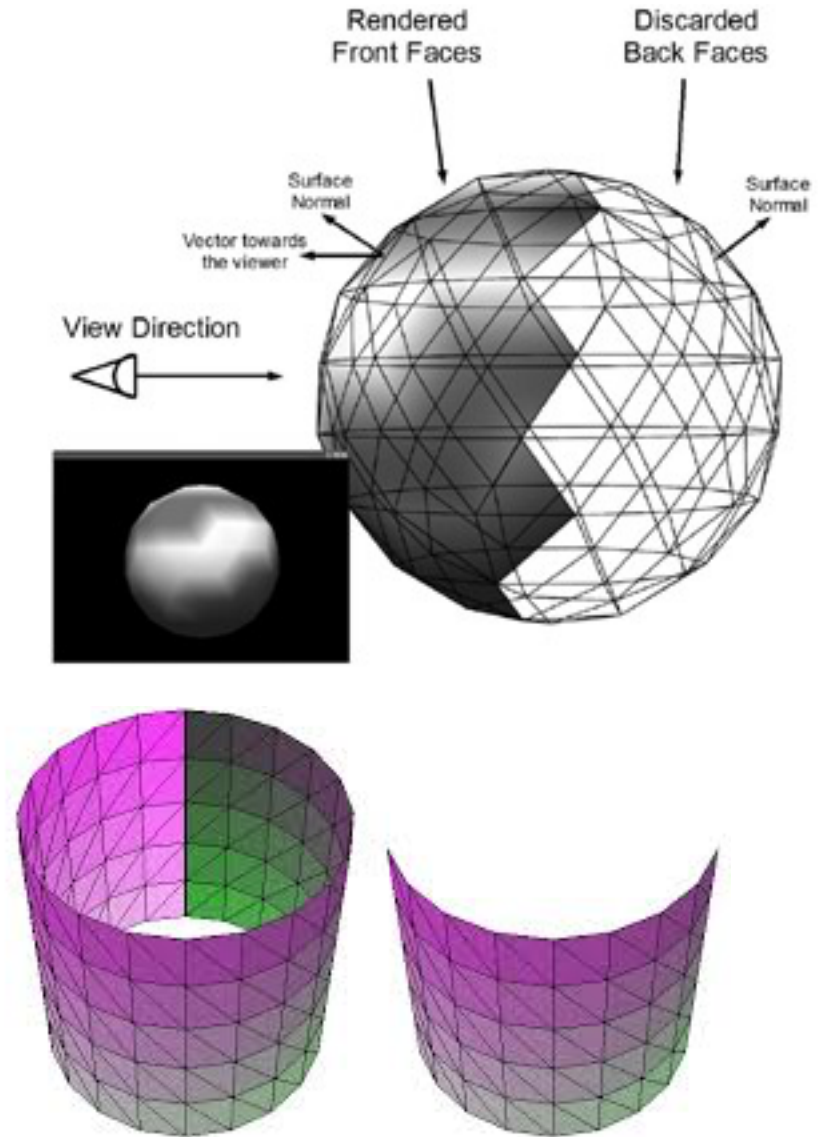 Rendered
Front Faces
Discarded
Back Faces
Surface
Normal
Surface
Normal
Vector towards
the viewer
View Direction